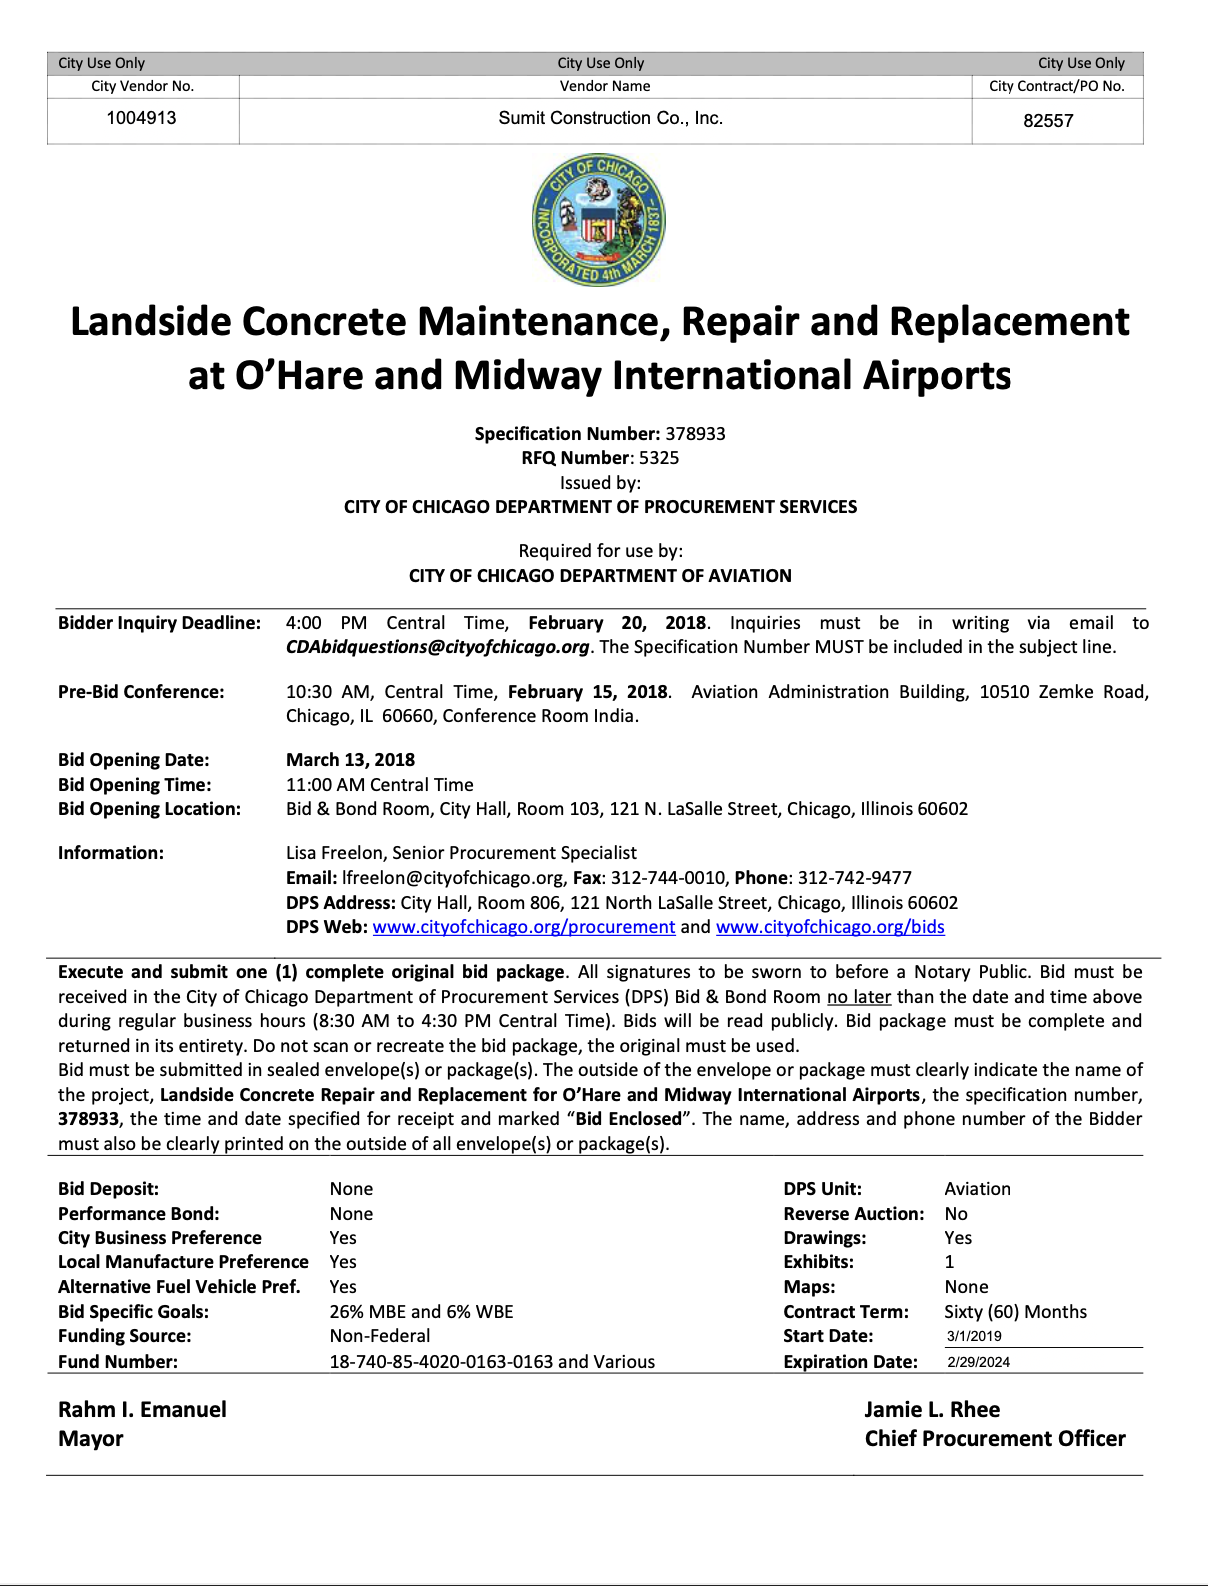 City Use Only City Use Only City Use Only
City Vendor No. Vendor Name City Contract/PO No.
1004913 Sumit Construction Co., Inc. 82557
CITY OF CHICAGO
INCORPORATED 4th MARCH 1837
Landside Concrete Maintenance, Repair and Replacement
at O’Hare and Midway International Airports
Specification Number: 378933
RFQ Number: 5325
Issued by:
CITY OF CHICAGO DEPARTMENT OF PROCUREMENT SERVICES
Required for use by:
CITY OF CHICAGO DEPARTMENT OF AVIATION
Bidder Inquiry Deadline: 4:00 PM Central Time, February 20, 2018. Inquiries must be in writing via email to
CDAbidquestions@cityofchicago.org. The Specification Number MUST be included in the subject line.
Pre-Bid Conference: 10:30 AM, Central Time, February 15, 2018. Aviation Administration Building, 10510 Zemke Road,
Chicago, IL 60660, Conference Room India.
Bid Opening Date: March 13, 2018
Bid Opening Time: 11:00 AM Central Time
Bid Opening Location: Bid & Bond Room, City Hall, Room 103, 121 N. LaSalle Street, Chicago, Illinois 60602
Information: Lisa Freelon, Senior Procurement Specialist
Email: lfreelon@cityofchicago.org, Fax: 312-744-0010, Phone: 312-742-9477
DPS Address: City Hall, Room 806, 121 North LaSalle Street, Chicago, Illinois 60602
DPS Web: www.cityofchicago.org/procurement and www.cityofchicago.org/bids
Execute and submit one (1) complete original bid package. All signatures to be sworn to before a Notary Public. Bid must be
received in the City of Chicago Department of Procurement Services (DPS) Bid & Bond Room no later than the date and time above
during regular business hours (8:30 AM to 4:30 PM Central Time). Bids will be read publicly. Bid package must be complete and
returned in its entirety. Do not scan or recreate the bid package, the original must be used.
Bid must be submitted in sealed envelope(s) or package(s). The outside of the envelope or package must clearly indicate the name of
the project, Landside Concrete Repair and Replacement for O’Hare and Midway International Airports, the specification number,
378933, the time and date specified for receipt and marked “Bid Enclosed”. The name, address and phone number of the Bidder
must also be clearly printed on the outside of all envelope(s) or package(s).
Bid Deposit: None DPS Unit: Aviation
Performance Bond: None Reverse Auction: No
City Business Preference Yes Drawings: Yes
Local Manufacture Preference Yes Exhibits: 1
Alternative Fuel Vehicle Pref. Yes Maps: None
Bid Specific Goals: 26% MBE and 6% WBE Contract Term: Sixty (60) Months
Funding Source: Non-Federal Start Date: 3/1/2019
Fund Number: 18-740-85-4020-0163-0163 and Various Expiration Date: 2/29/2024
Rahm I. Emanuel Jamie L. Rhee
Mayor Chief Procurement Officer